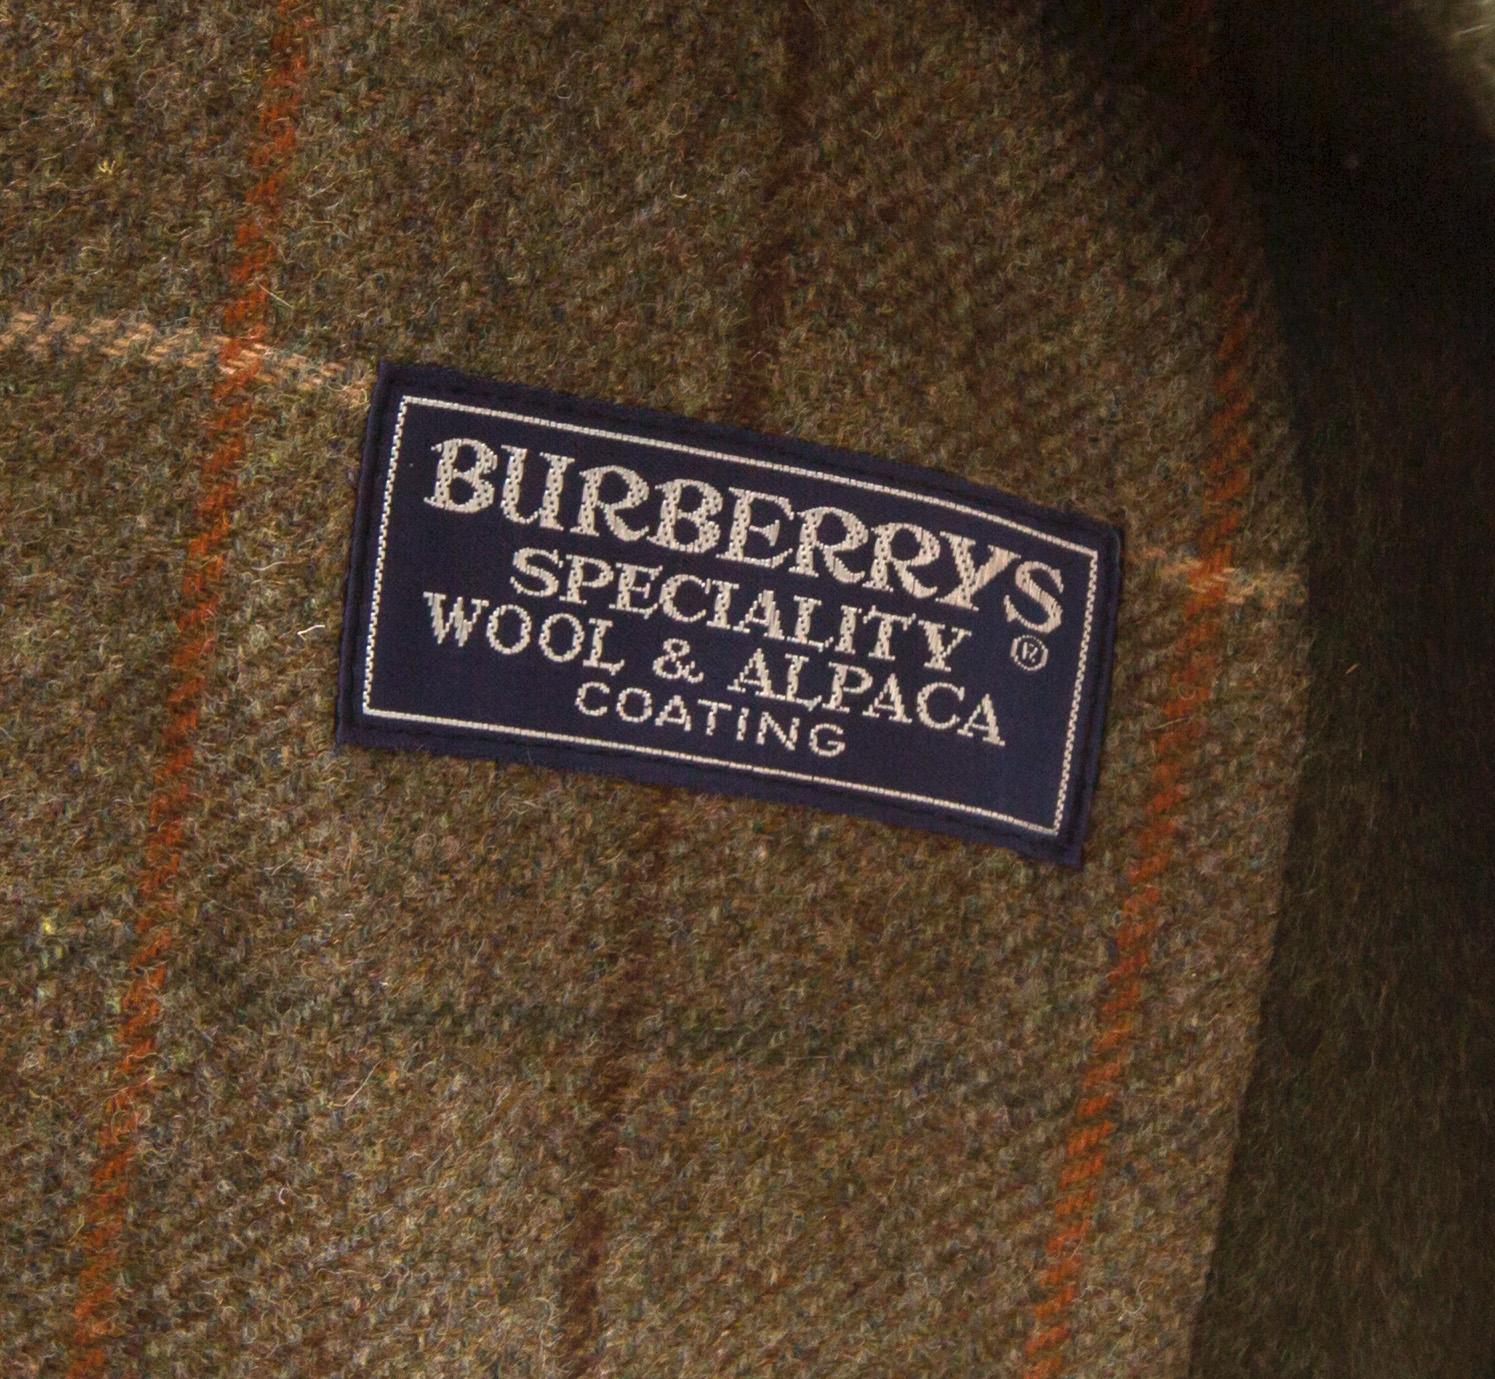 BURBERRYS
®
SPECIALITY
WOOL & ALPACA
COATING